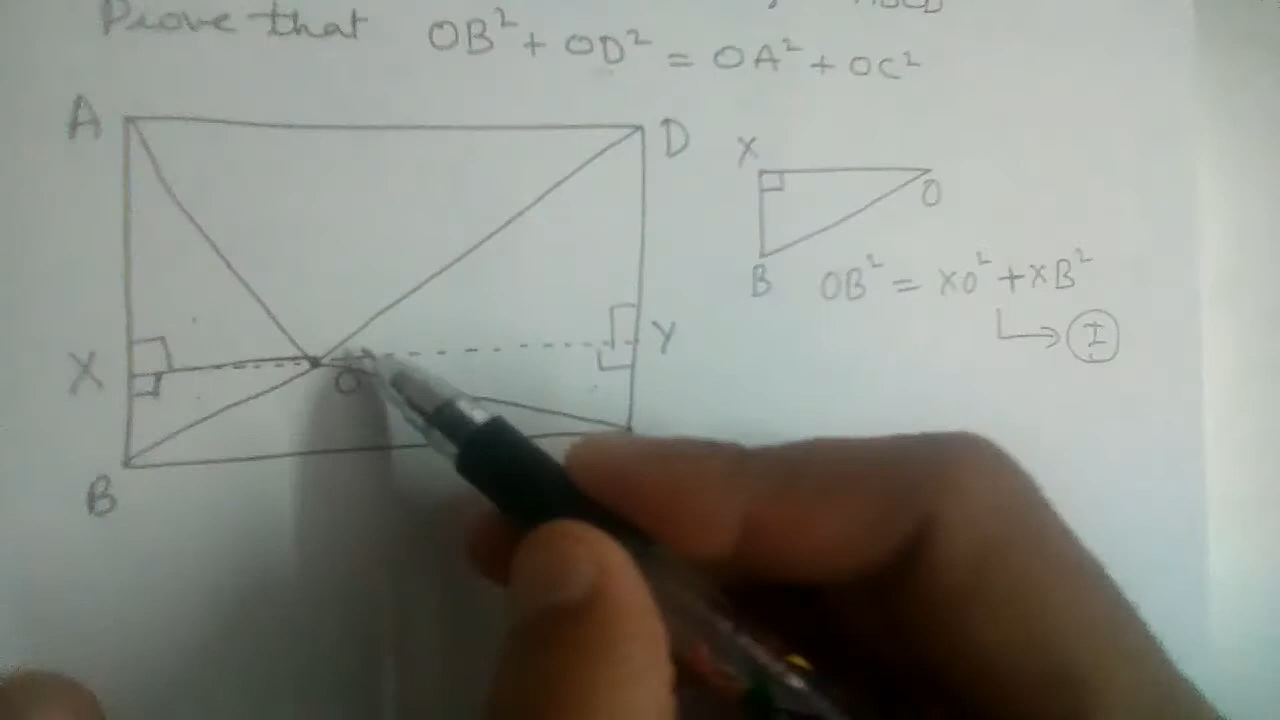 Prove that OB² + OD² = OA² + OC²
A
D
X
O
B
OB² = XO² + XB²
I
X
Y
O
B